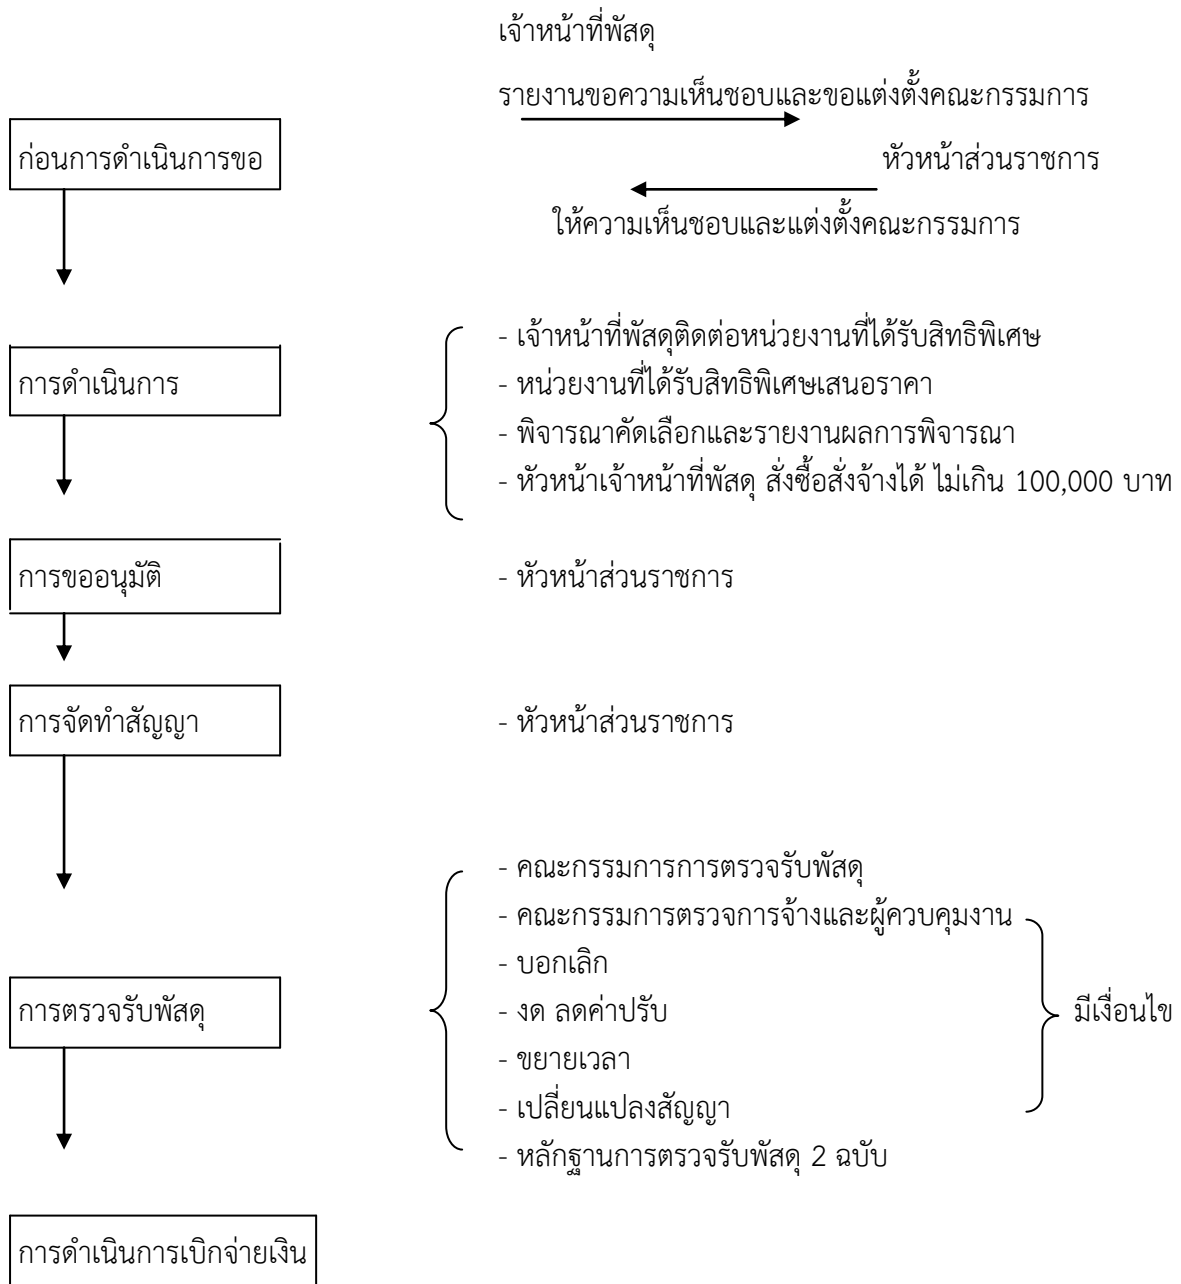 เจ้าหน้าที่พัสดุ
รายงานขอความเห็นชอบและขอแต่งตั้งคณะกรรมการ
ก่อนการดำเนินการขอ
หัวหน้าส่วนราชการ
ให้ความเห็นชอบและแต่งตั้งคณะกรรมการ
การดำเนินการ
- เจ้าหน้าที่พัสดุติดต่อหน่วยงานที่ได้รับสิทธิพิเศษ
- หน่วยงานที่ได้รับสิทธิพิเศษเสนอราคา
- พิจารณาคัดเลือกและรายงานผลการพิจารณา
- หัวหน้าเจ้าหน้าที่พัสดุ สั่งซื้อสั่งจ้างได้ ไม่เกิน 100,000 บาท
การขออนุมัติ
- หัวหน้าส่วนราชการ
การจัดทำสัญญา
- หัวหน้าส่วนราชการ
การตรวจรับพัสดุ
- คณะกรรมการการตรวจรับพัสดุ
- คณะกรรมการตรวจการจ้างและผู้ควบคุมงาน
- บอกเลิก
- งด ลดค่าปรับ
- ขยายเวลา
- เปลี่ยนแปลงสัญญา
มีเงื่อนไข
- หลักฐานการตรวจรับพัสดุ 2 ฉบับ
การดำเนินการเบิกจ่ายเงิน